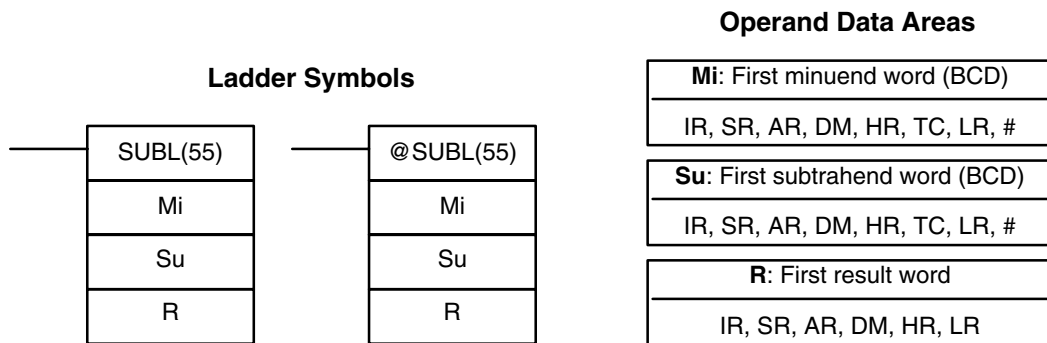 Ladder Symbols
SUBL(55)
Mi
Su
R
@SUBL(55)
Mi
Su
R
Operand Data Areas
Mi: First minuend word (BCD)
IR, SR, AR, DM, HR, TC, LR, #
Su: First subtrahend word (BCD)
IR, SR, AR, DM, HR, TC, LR, #
R: First result word
IR, SR, AR, DM, HR, LR